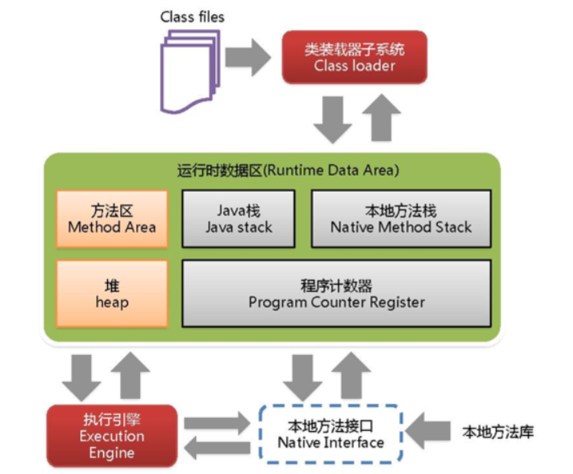 Class files
类装载器子系统
Class loader
运行时数据区(Runtime Data Area)
方法区
Method Area
Java栈
Java stack
本地方法栈
Native Method Stack
堆
heap
程序计数器
Program Counter Register
执行引擎
Execution
Engine
本地方法接口
Native Interface
本地方法库